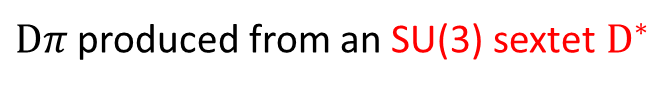 Dπ produced from an SU(3) sextet D*